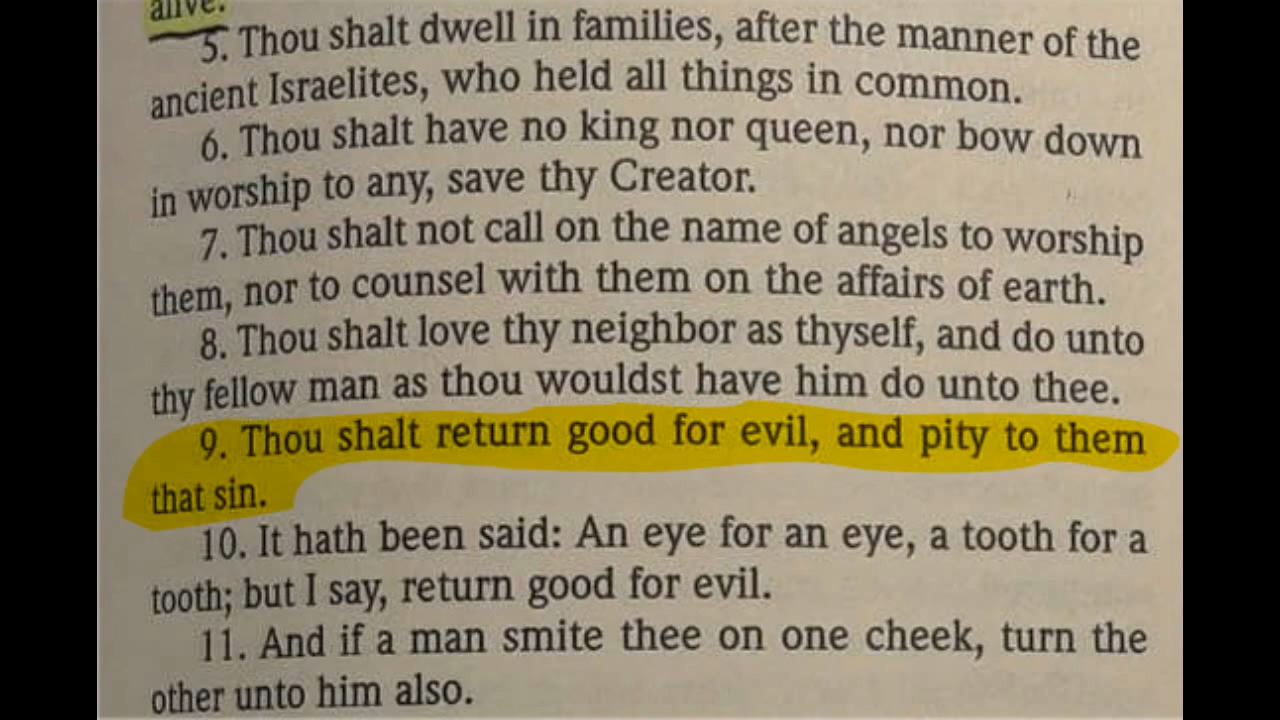 alive.
5. Thou shalt dwell in families, after the manner of the
ancient Israelites, who held all things in common.
6. Thou shalt have no king nor queen, nor bow down
in worship to any, save thy Creator.
7. Thou shalt not call on the name of angels to worship
them, nor to counsel with them on the affairs of earth.
8. Thou shalt love thy neighbor as thyself, and do unto
thy fellow man as thou wouldst have him do unto thee.
9. Thou shalt return good for evil, and pity to them
that sin.
10. It hath been said: An eye for an eye, a tooth for a
tooth; but I say, return good for evil.
11. And if a man smite thee on one cheek, turn the
other unto him also.